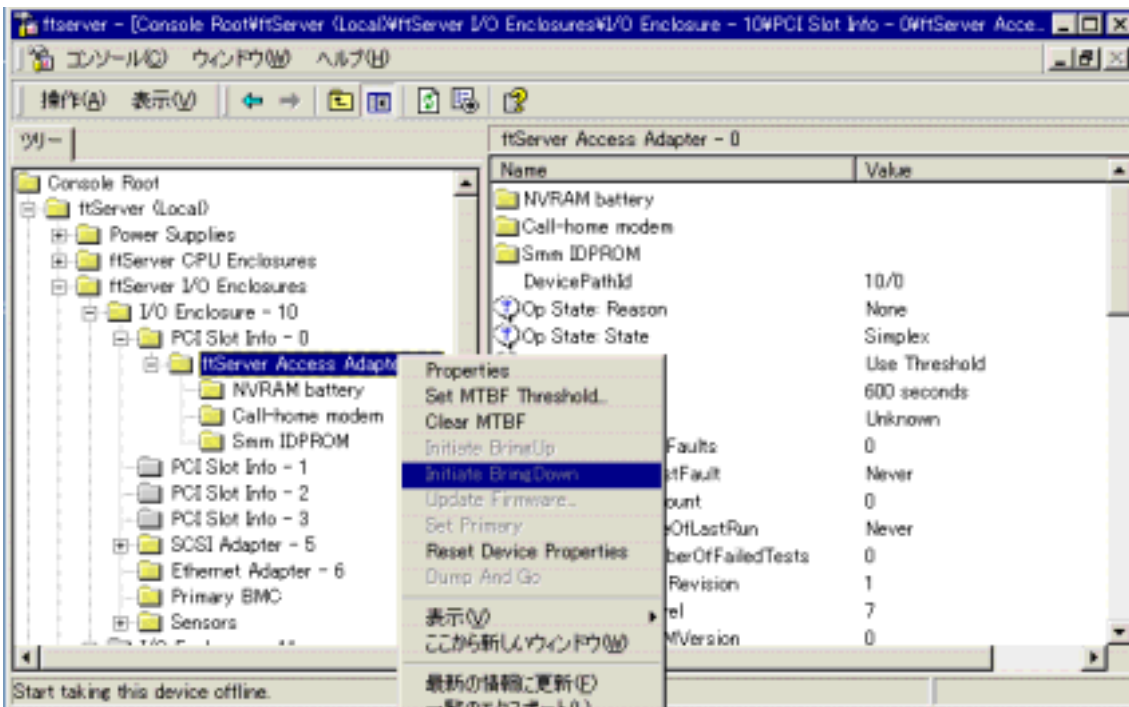 ftserver - [Console Root¥ftServer (Local)¥ftServer I/O Enclosures¥I/O Enclosure - 10¥PCI Slot Info - 0¥ftServer Acce...
コンソール(C) ウィンドウ(W) ヘルプ(H)
操作(A) 表示(V)
ツリー
Console Root
ftServer (Local)
Power Supplies
ftServer CPU Enclosures
ftServer I/O Enclosures
I/O Enclosure - 10
PCI Slot Info - 0
ftServer Access Adapte
NVRAM battery
Call-home modem
Smm IDPROM
PCI Slot Info - 1
PCI Slot Info - 2
PCI Slot Info - 3
SCSI Adapter - 5
Ethernet Adapter - 6
Primary BMC
Sensors
ftServer Access Adapter - 0
Name Value
NVRAM battery
Call-home modem
Smm IDPROM
DevicePathId 10/0
Op State: Reason None
Op State: State Simplex
Use Threshold
600 seconds
Unknown
Faults 0
stFault Never
ount 0
eOfLastRun Never
berOfFailedTests 0
Revision 1
el 7
MVersion 0
Properties
Set MTBF Threshold...
Clear MTBF
Initiate BringUp
Initiate BringDown
Update Firmware...
Set Primary
Reset Device Properties
Dump And Go
表示(V)
ここから新しいウィンドウ(W)
最新の情報に更新(F)
Start taking this device offline.